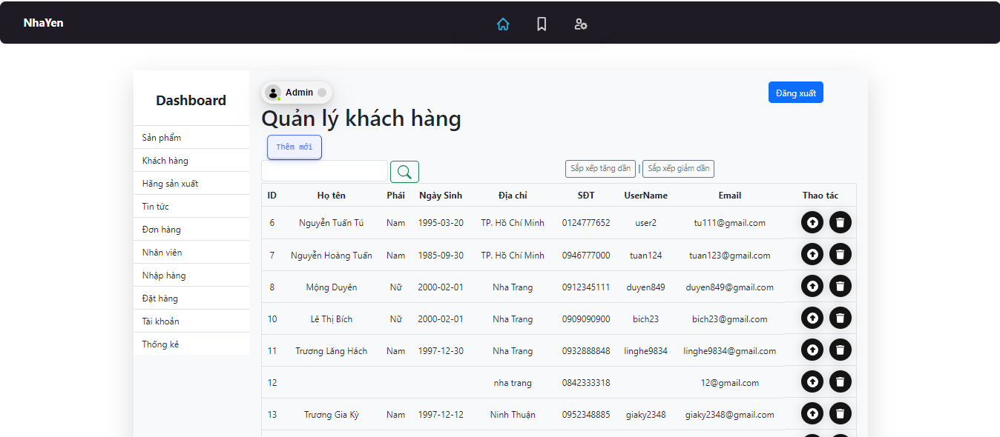 NhaYen
Dashboard
Sản phẩm
Khách hàng
Hãng sản xuất
Tin tức
Đơn hàng
Nhân viên
Nhập hàng
Đặt hàng
Tài khoản
Thống kê
Admin
Đăng xuất
Quản lý khách hàng
Thêm mới
Sắp xếp tăng dần | Sắp xếp giảm dần
ID Họ tên Phái Ngày Sinh Địa chỉ SĐT UserName Email Thao tác
6 Nguyễn Tuấn Tú Nam 1995-03-20 TP. Hồ Chí Minh 0124777652 user2 tu111@gmail.com
7 Nguyễn Hoàng Tuấn Nam 1985-09-30 TP. Hồ Chí Minh 0946777000 tuan124 tuan123@gmail.com
8 Mộng Duyên Nữ 2000-02-01 Nha Trang 0912345111 duyen849 duyen849@gmail.com
10 Lê Thị Bích Nữ 2000-02-01 Nha Trang 0909090900 bich23 bich23@gmail.com
11 Trương Lăng Hách Nam 1997-12-30 Nha Trang 0932888848 linghe9834 linghe9834@gmail.com
12 nha trang 0842333318 12@gmail.com
13 Trương Gia Kỳ Nam 1997-12-12 Ninh Thuận 0952348885 giaky2348 giaky2348@gmail.com